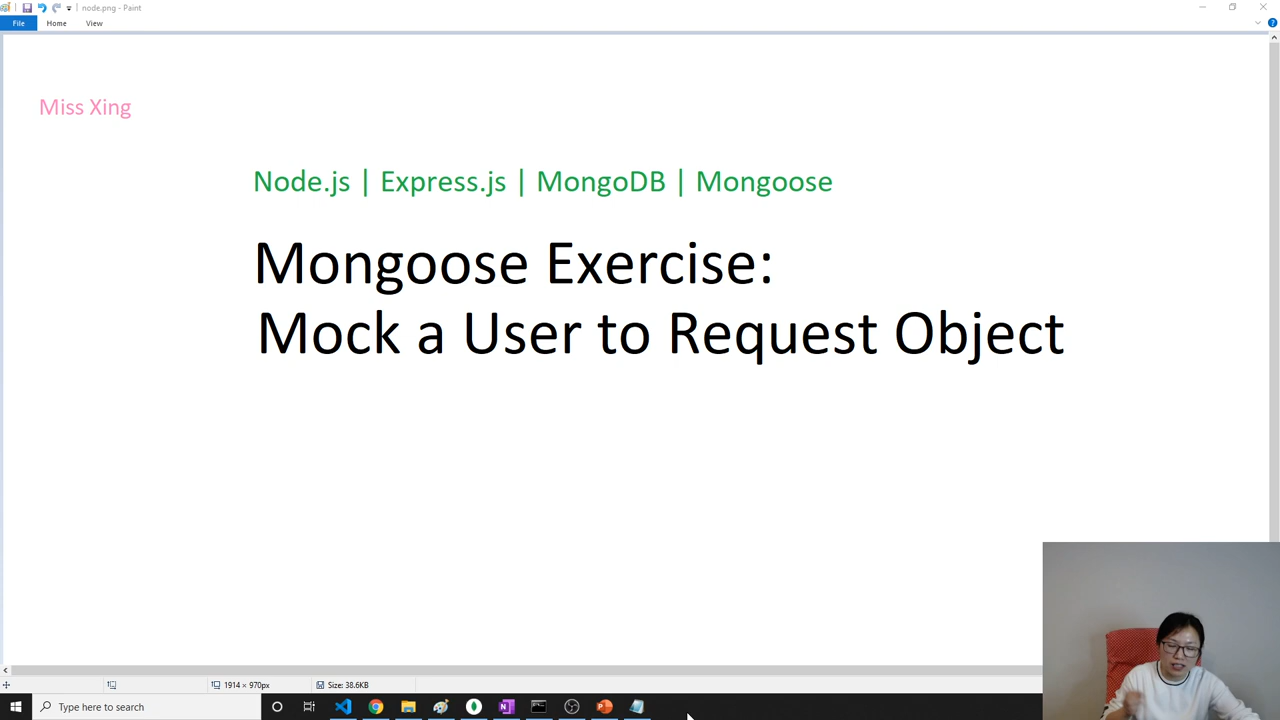 node.png - Paint
File
Home
View
Miss Xing
Node.js | Express.js | MongoDB | Mongoose
Mongoose Exercise:
Mock a User to Request Object
1914 × 970px
Size: 38.6KB
Type here to search